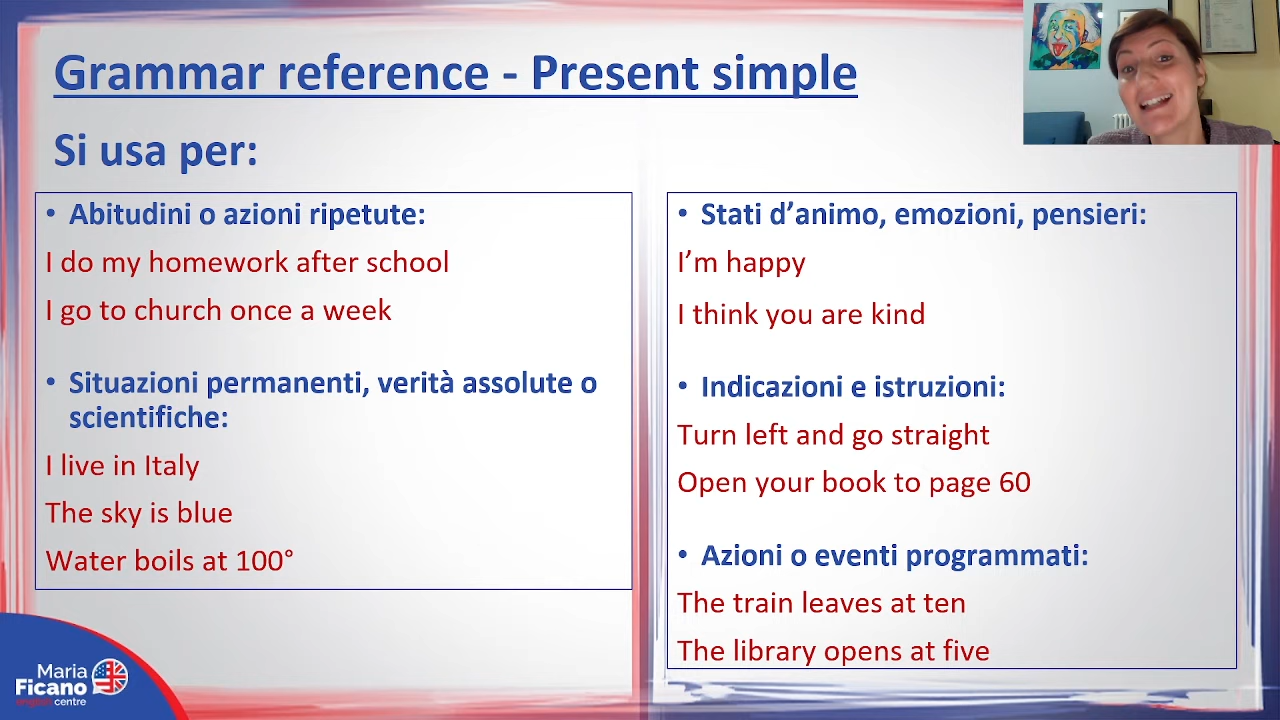 Grammar reference - Present simple
Si usa per:
• Abitudini o azioni ripetute:
I do my homework after school
I go to church once a week
• Situazioni permanenti, verità assolute o
scientifiche:
I live in Italy
The sky is blue
Water boils at 100°
• Stati d’animo, emozioni, pensieri:
I’m happy
I think you are kind
• Indicazioni e istruzioni:
Turn left and go straight
Open your book to page 60
• Azioni o eventi programmati:
The train leaves at ten
The library opens at five
Maria
Ficano
english centre